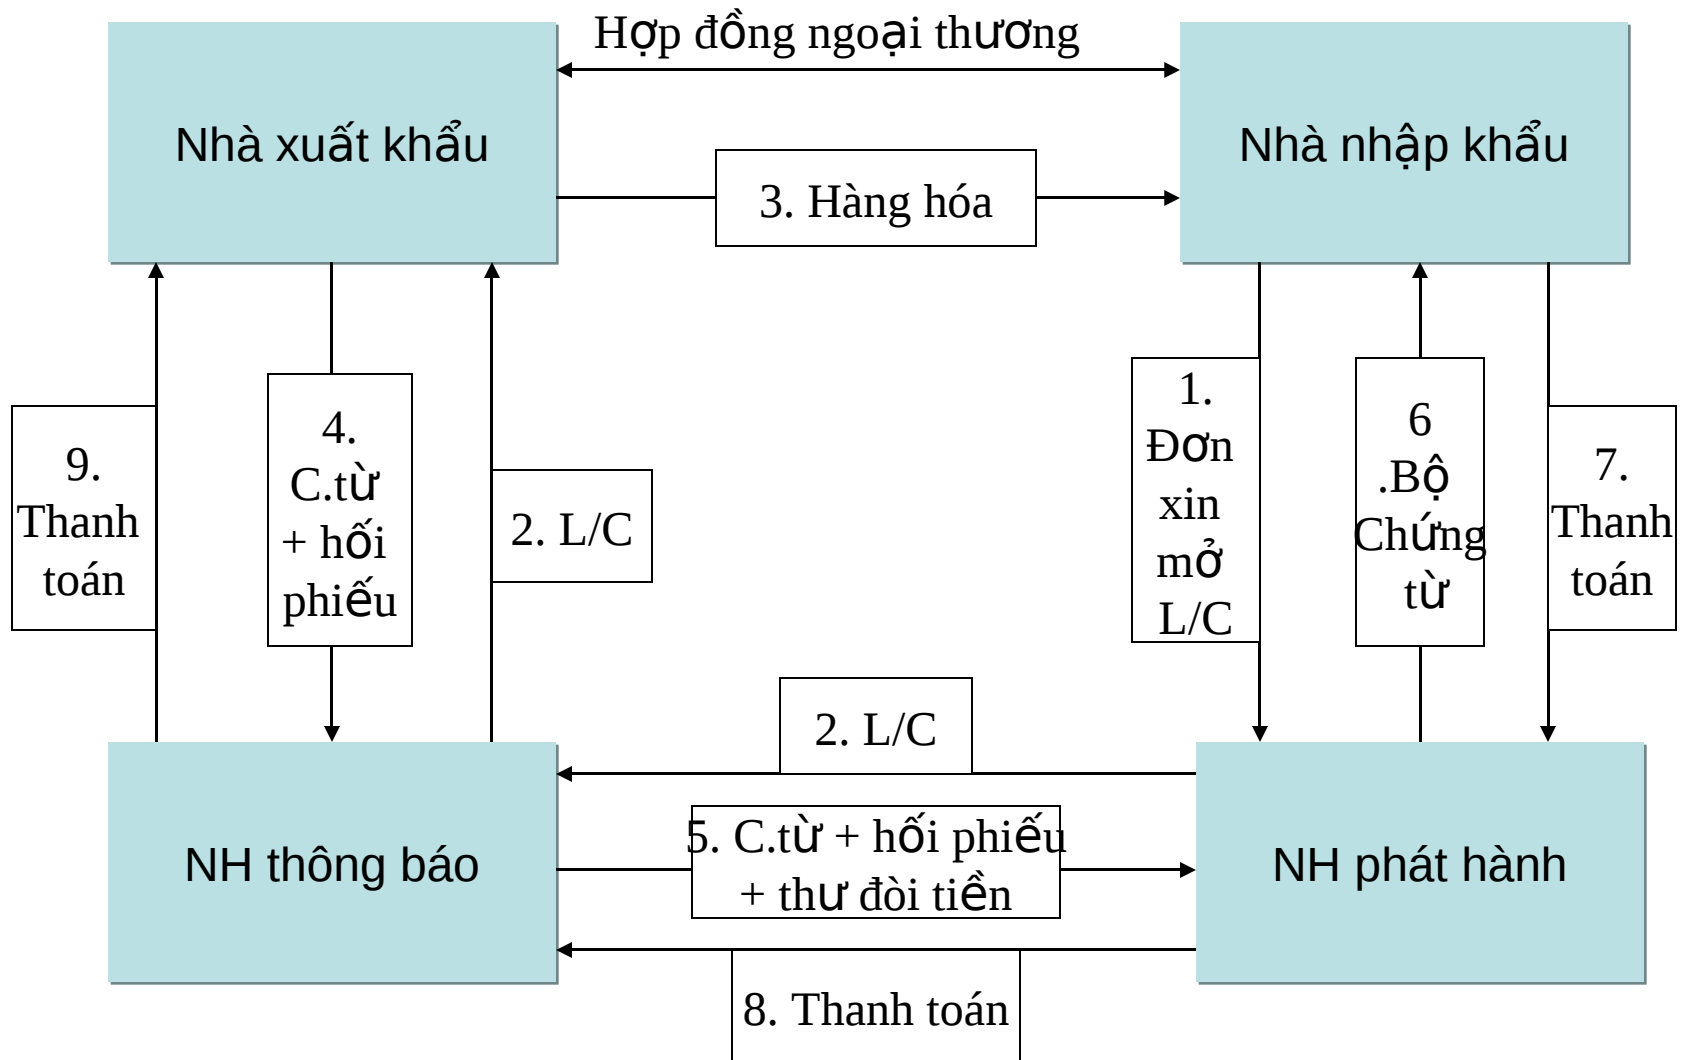 Hợp đồng ngoại thương
Nhà xuất khẩu
Nhà nhập khẩu
3. Hàng hóa
9.
Thanh
toán
4.
C.từ
+ hối
phiếu
2. L/C
1.
Đơn
xin
mở
L/C
6
.Bộ
Chứng
từ
7.
Thanh
toán
2. L/C
NH thông báo
5. C.từ + hối phiếu
+ thư đòi tiền
NH phát hành
8. Thanh toán